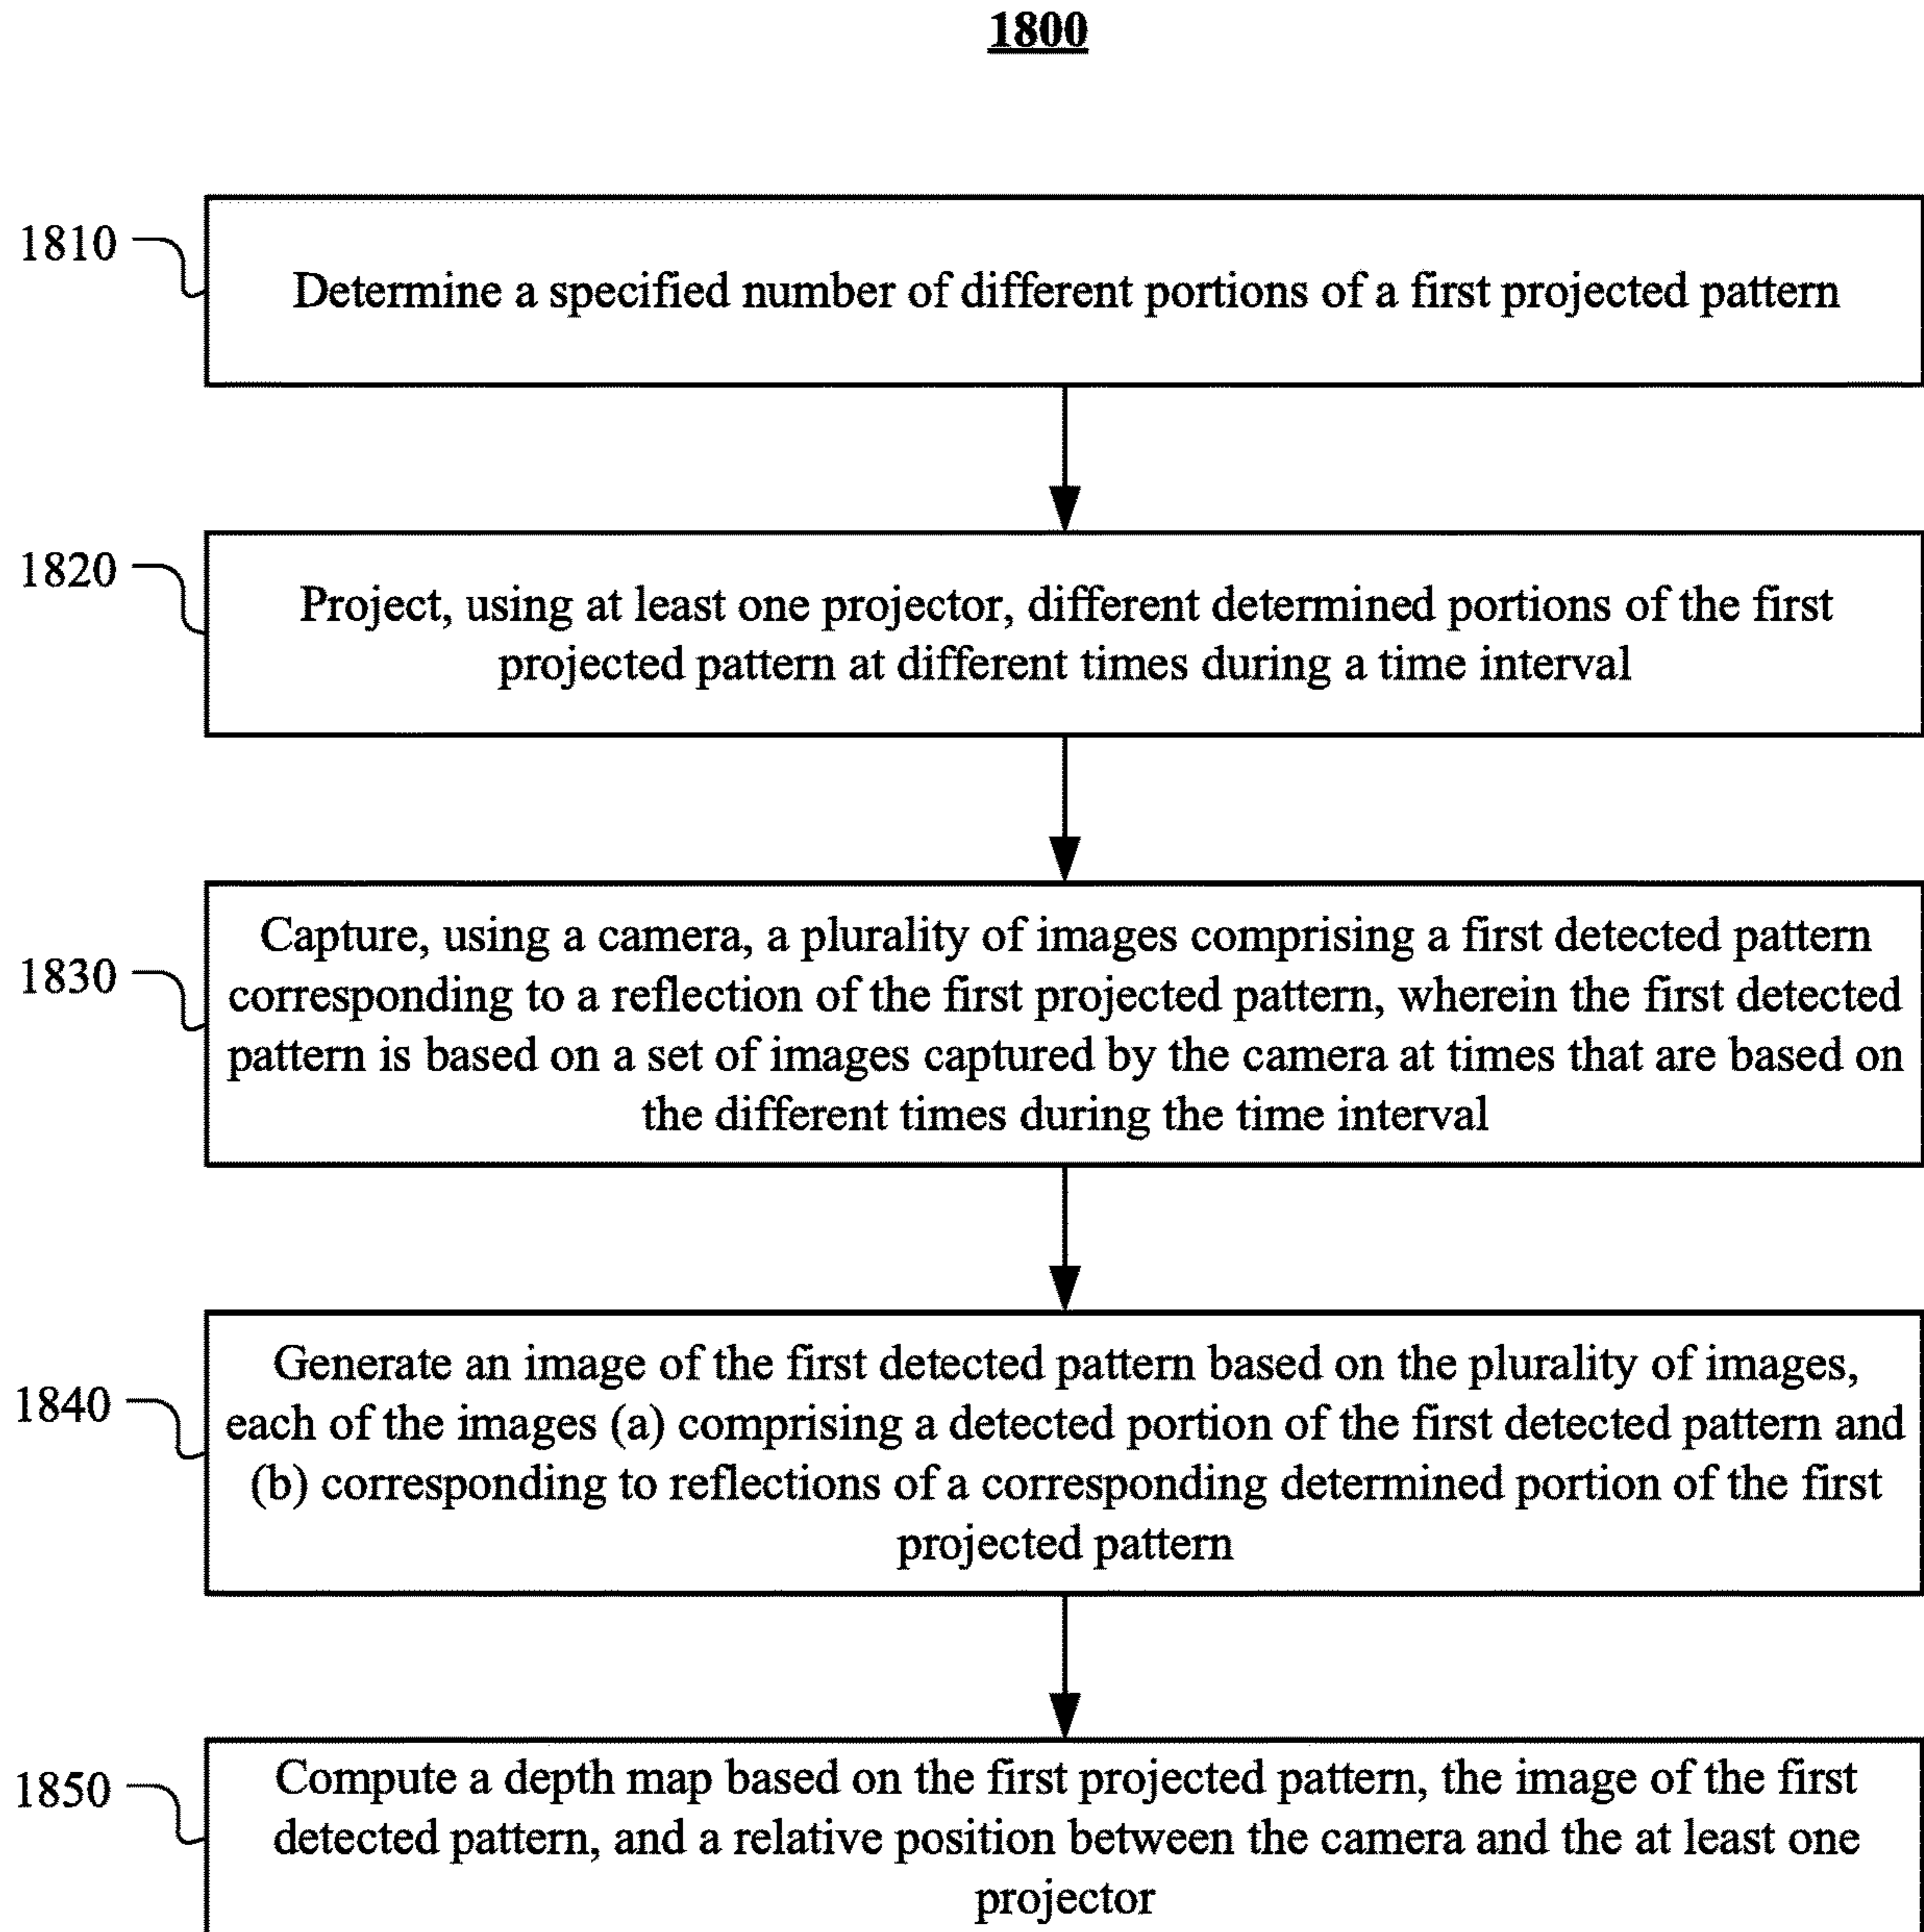 1800
1810
Determine a specified number of different portions of a first projected pattern
1820
Project, using at least one projector, different determined portions of the first
projected pattern at different times during a time interval
1830
Capture, using a camera, a plurality of images comprising a first detected pattern
corresponding to a reflection of the first projected pattern, wherein the first detected
pattern is based on a set of images captured by the camera at times that are based on
the different times during the time interval
1840
Generate an image of the first detected pattern based on the plurality of images,
each of the images (a) comprising a detected portion of the first detected pattern and
(b) corresponding to reflections of a corresponding determined portion of the first
projected pattern
1850
Compute a depth map based on the first projected pattern, the image of the first
detected pattern, and a relative position between the camera and the at least one
projector